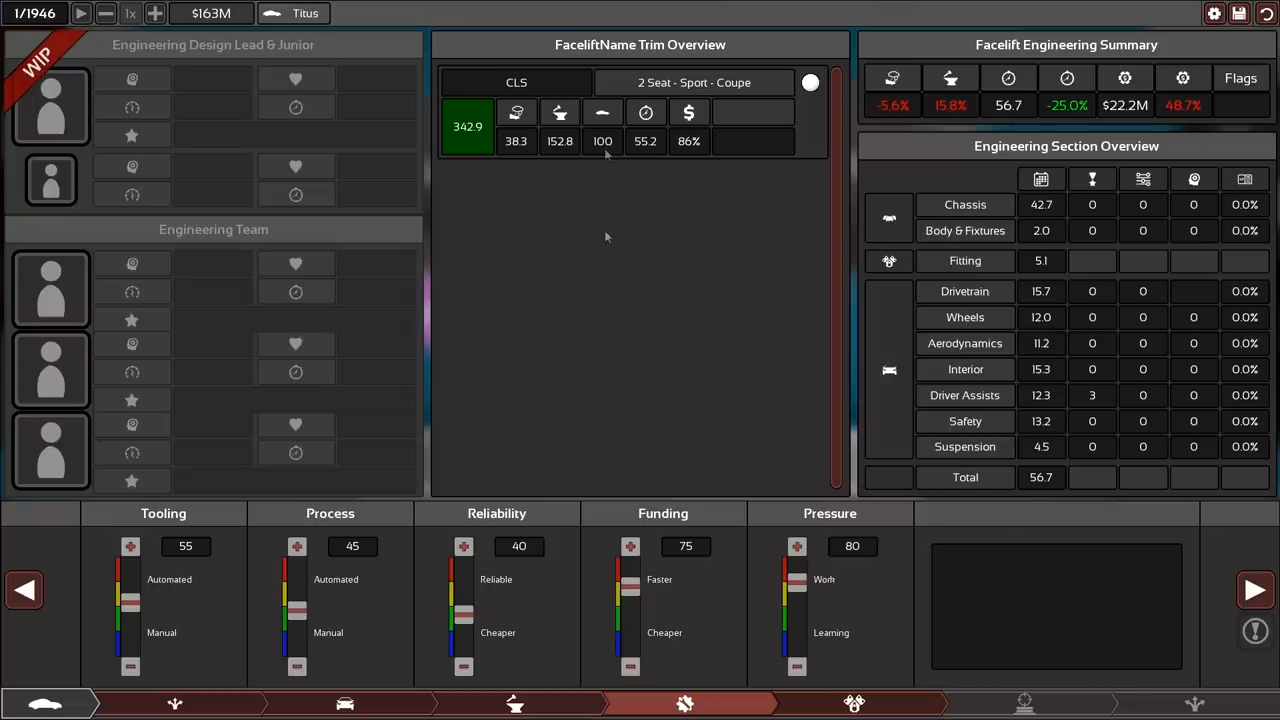 1/1946
1x
$163M
Titus
WIP
Engineering Design Lead & Junior
Engineering Team
FaceliftName Trim Overview
CLS
2 Seat - Sport - Coupe
342.9
38.3 152.8 100 55.2 86%
Facelift Engineering Summary
Flags
-5.6% 15.8% 56.7 -25.0% $22.2M 48.7%
Engineering Section Overview
Chassis 42.7 0 0 0 0.0%
Body & Fixtures 2.0 0 0 0 0.0%
Fitting 5.1
Drivetrain 15.7 0 0 0.0%
Wheels 12.0 0 0 0 0.0%
Aerodynamics 11.2 0 0 0 0.0%
Interior 15.3 0 0 0 0.0%
Driver Assists 12.3 3 0 0 0.0%
Safety 13.2 0 0 0 0.0%
Suspension 4.5 0 0 0 0.0%
Total 56.7
Tooling
55
Automated
Manual
Process
45
Automated
Manual
Reliability
40
Reliable
Cheaper
Funding
75
Faster
Cheaper
Pressure
80
Work
Learning